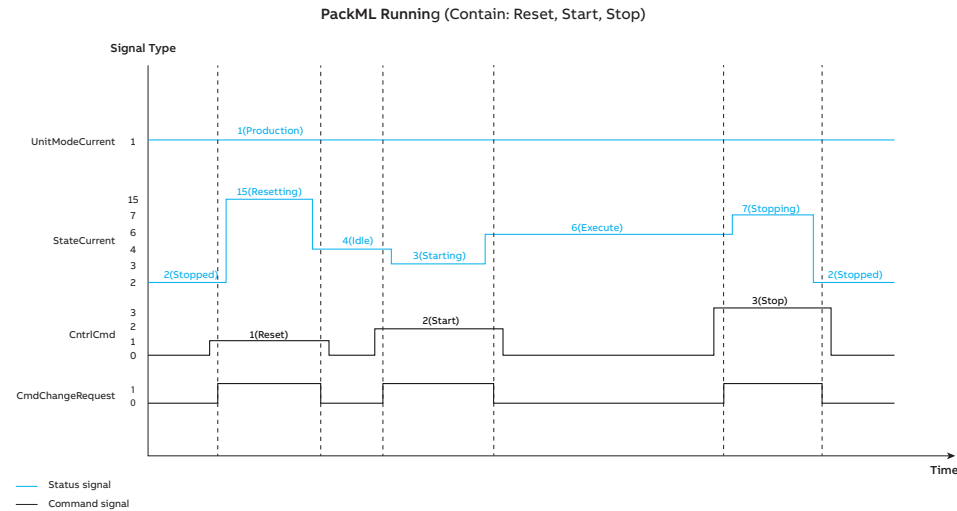 PackML Running (Contain: Reset, Start, Stop)
Signal Type
1(Production)
UnitModeCurrent 1
15(Resetting)
15
7
7(Stopping)
6
6(Execute)
StateCurrent
4(Idle)
4
3(Starting)
3
2
2(Stopped)
2(Stopped)
3(Stop)
3
2(Start)
2
CntrlCmd
1(Reset)
1
0
1
CmdChangeRequest
0
Time
Status signal
Command signal